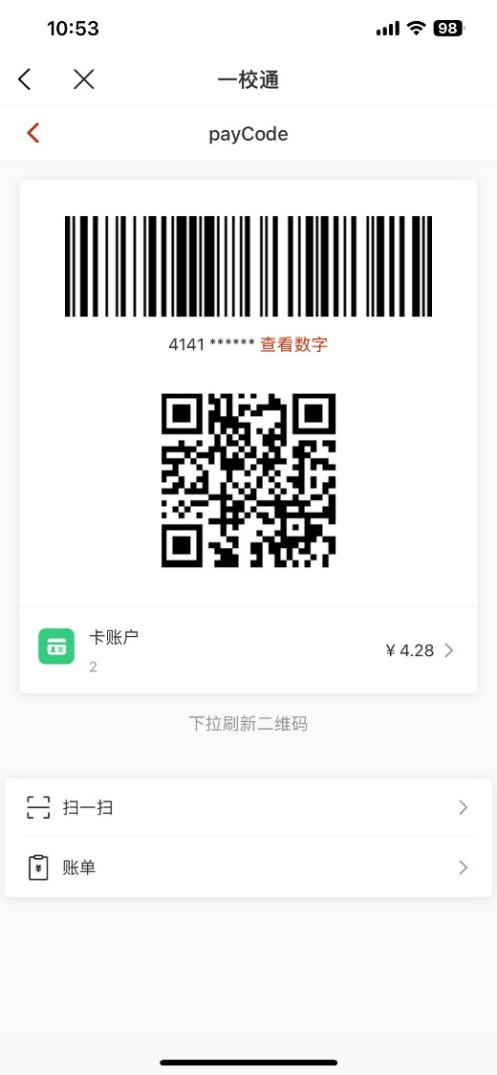 10:53
98
一校通
payCode
4141 ****** 查看数字
卡账户
¥ 4.28
2
下拉刷新二维码
扫一扫
账单